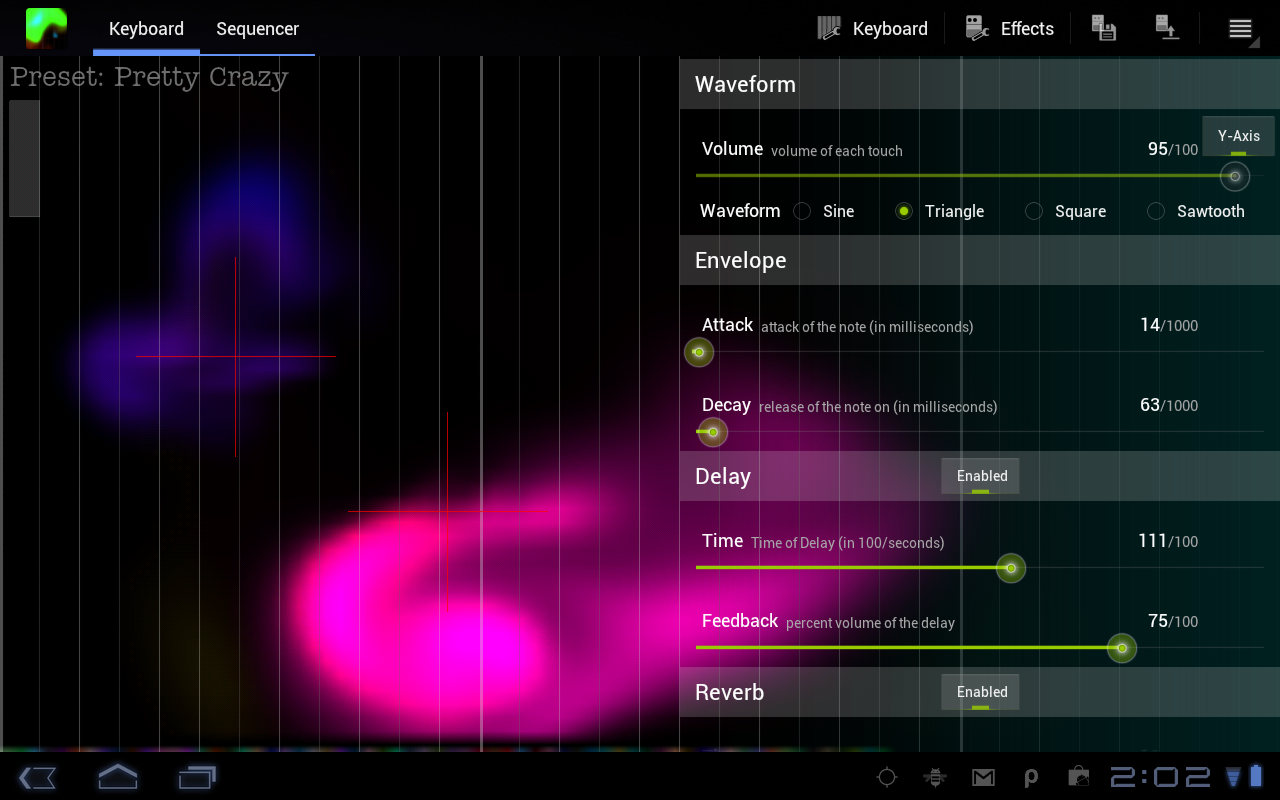 Keyboard Sequencer Keyboard Effects
Preset: Pretty Crazy
Waveform
Y-Axis
Volume volume of each touch 95/100
Waveform Sine Triangle Square Sawtooth
Envelope
Attack attack of the note (in milliseconds) 14/1000
Decay release of the note on (in milliseconds) 63/1000
Delay Enabled
Time Time of Delay (in 100/seconds) 111/100
Feedback percent volume of the delay 75/100
Reverb Enabled
2:02